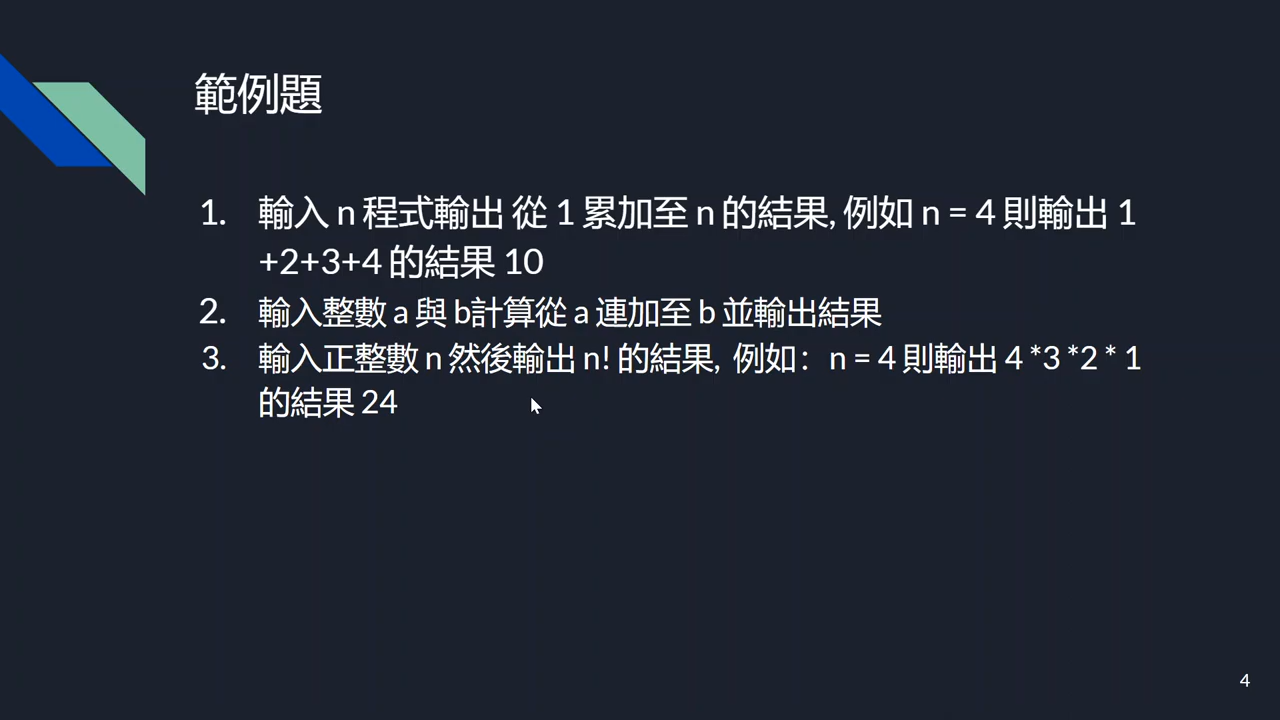 範例題
1. 輸入 n 程式輸出 從 1 累加至 n 的結果, 例如 n = 4 則輸出 1
+2+3+4 的結果 10
2. 輸入整數 a 與 b計算從 a 連加至 b 並輸出結果
3. 輸入正整數 n 然後輸出 n! 的結果, 例如：n = 4 則輸出 4 *3 *2 * 1
的結果 24
4